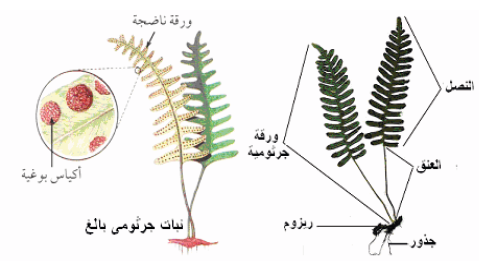 ورقة ناضجة
أكياس بوغية
نبات جرثومي بالغ
النصل
ورقة
جرثومية
العنق
ريزوم
جذور